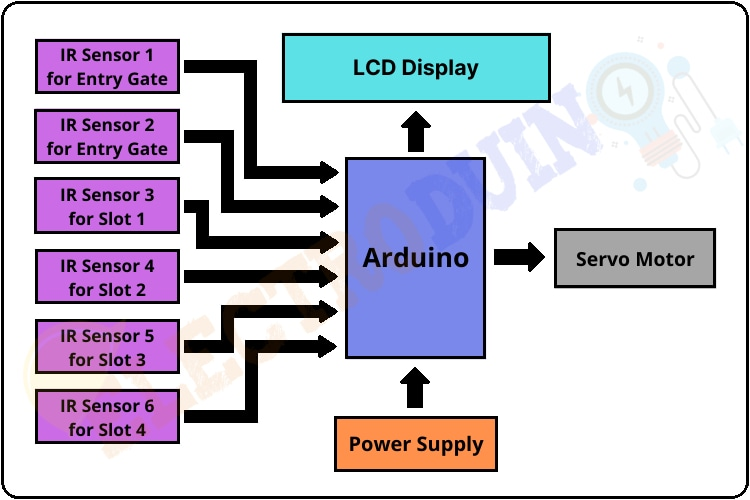 IR Sensor 1
for Entry Gate
IR Sensor 2
for Entry Gate
IR Sensor 3
for Slot 1
IR Sensor 4
for Slot 2
IR Sensor 5
for Slot 3
IR Sensor 6
for Slot 4
LCD Display
Arduino
Servo Motor
Power Supply
ELECTRODUINO